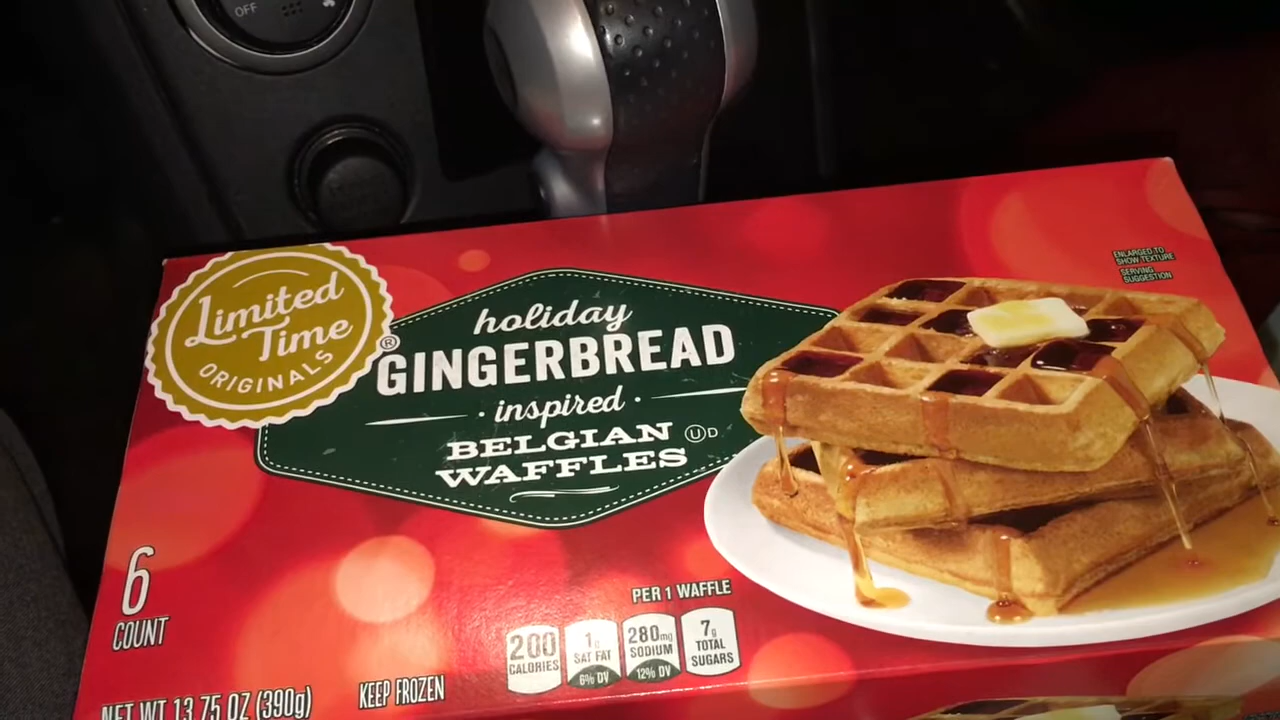 OFF
Limited
Time
ORIGINALS
®
holiday
GINGERBREAD
· inspired ·
BELGIAN
WAFFLES
U D
ENLARGED TO
SHOW TEXTURE
SERVING
SUGGESTION
6
COUNT
NET WT 13.75 OZ (390g)
KEEP FROZEN
PER 1 WAFFLE
200
CALORIES
1g
SAT FAT
6% DV
280mg
SODIUM
12% DV
7g
TOTAL
SUGARS